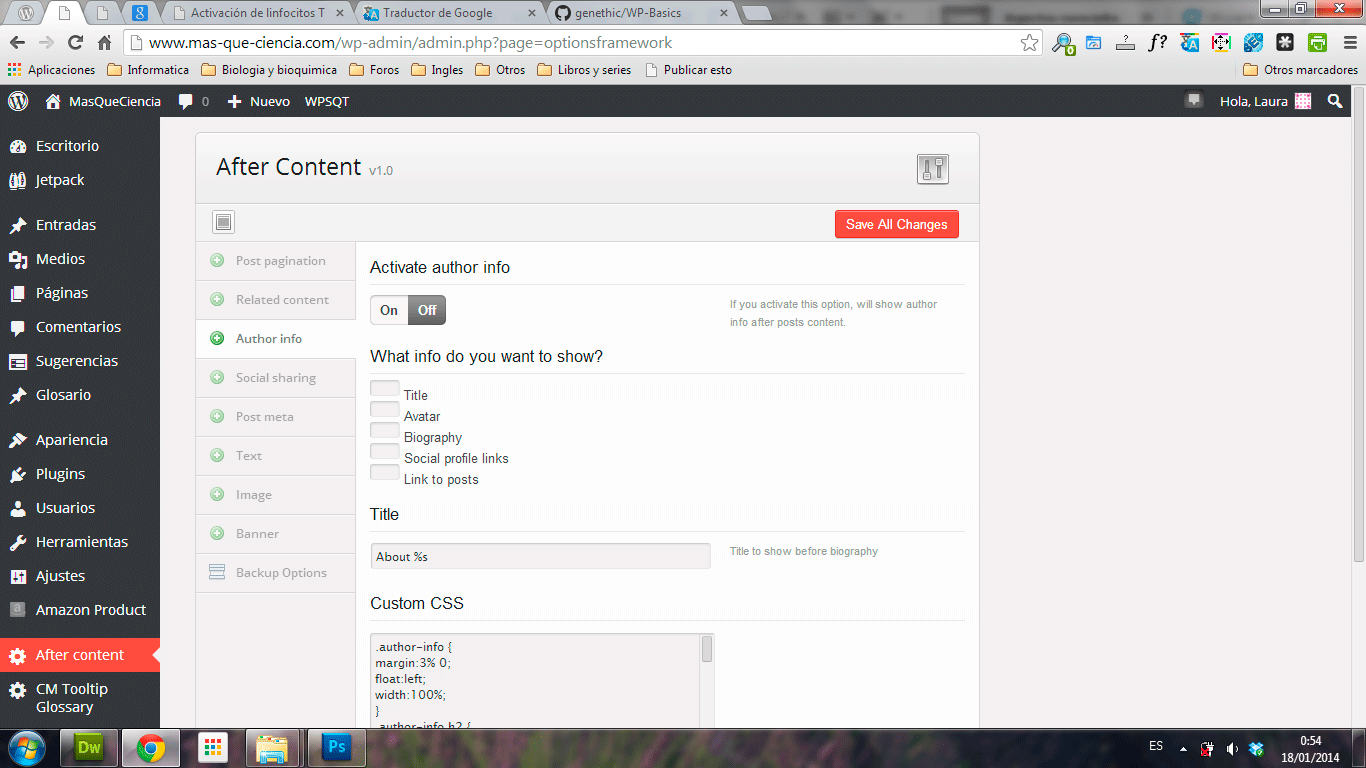 Activación de linfocitos T
Traductor de Google
genethic/WP-Basics
www.mas-que-ciencia.com/wp-admin/admin.php?page=optionsframework
Aplicaciones
Informatica
Biologia y bioquimica
Foros
Ingles
Otros
Libros y series
Publicar esto
Otros marcadores
MasQueCiencia
0
Nuevo
WPSQT
Hola, Laura
Escritorio
Jetpack
Entradas
Medios
Páginas
Comentarios
Sugerencias
Glosario
Apariencia
Plugins
Usuarios
Herramientas
Ajustes
Amazon Product
After content
CM Tooltip
Glossary
After Content v1.0
Save All Changes
Post pagination
Related content
Author info
Social sharing
Post meta
Text
Image
Banner
Backup Options
Activate author info
On
Off
If you activate this option, will show author
info after posts content.
What info do you want to show?
Title
Avatar
Biography
Social profile links
Link to posts
Title
About %s
Title to show before biography
Custom CSS
.author-info {
margin:3% 0;
float:left;
width:100%;
}
.author-info h2 {
Dw
Ps
ES
0:54
18/01/2014